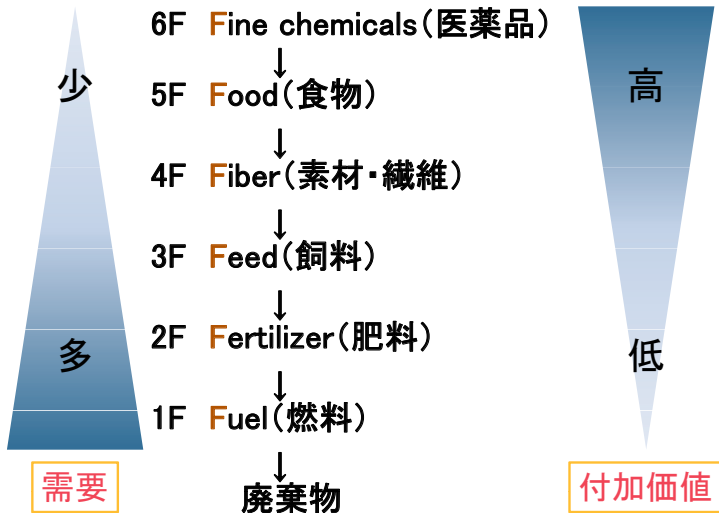 6F Fine chemicals(医薬品)
↓
少
高
5F Food(食物)
↓
4F Fiber(素材・繊維)
↓
3F Feed(飼料)
↓
2F Fertilizer(肥料)
多
低
↓
1F Fuel(燃料)
↓
需要
廃棄物
付加価値